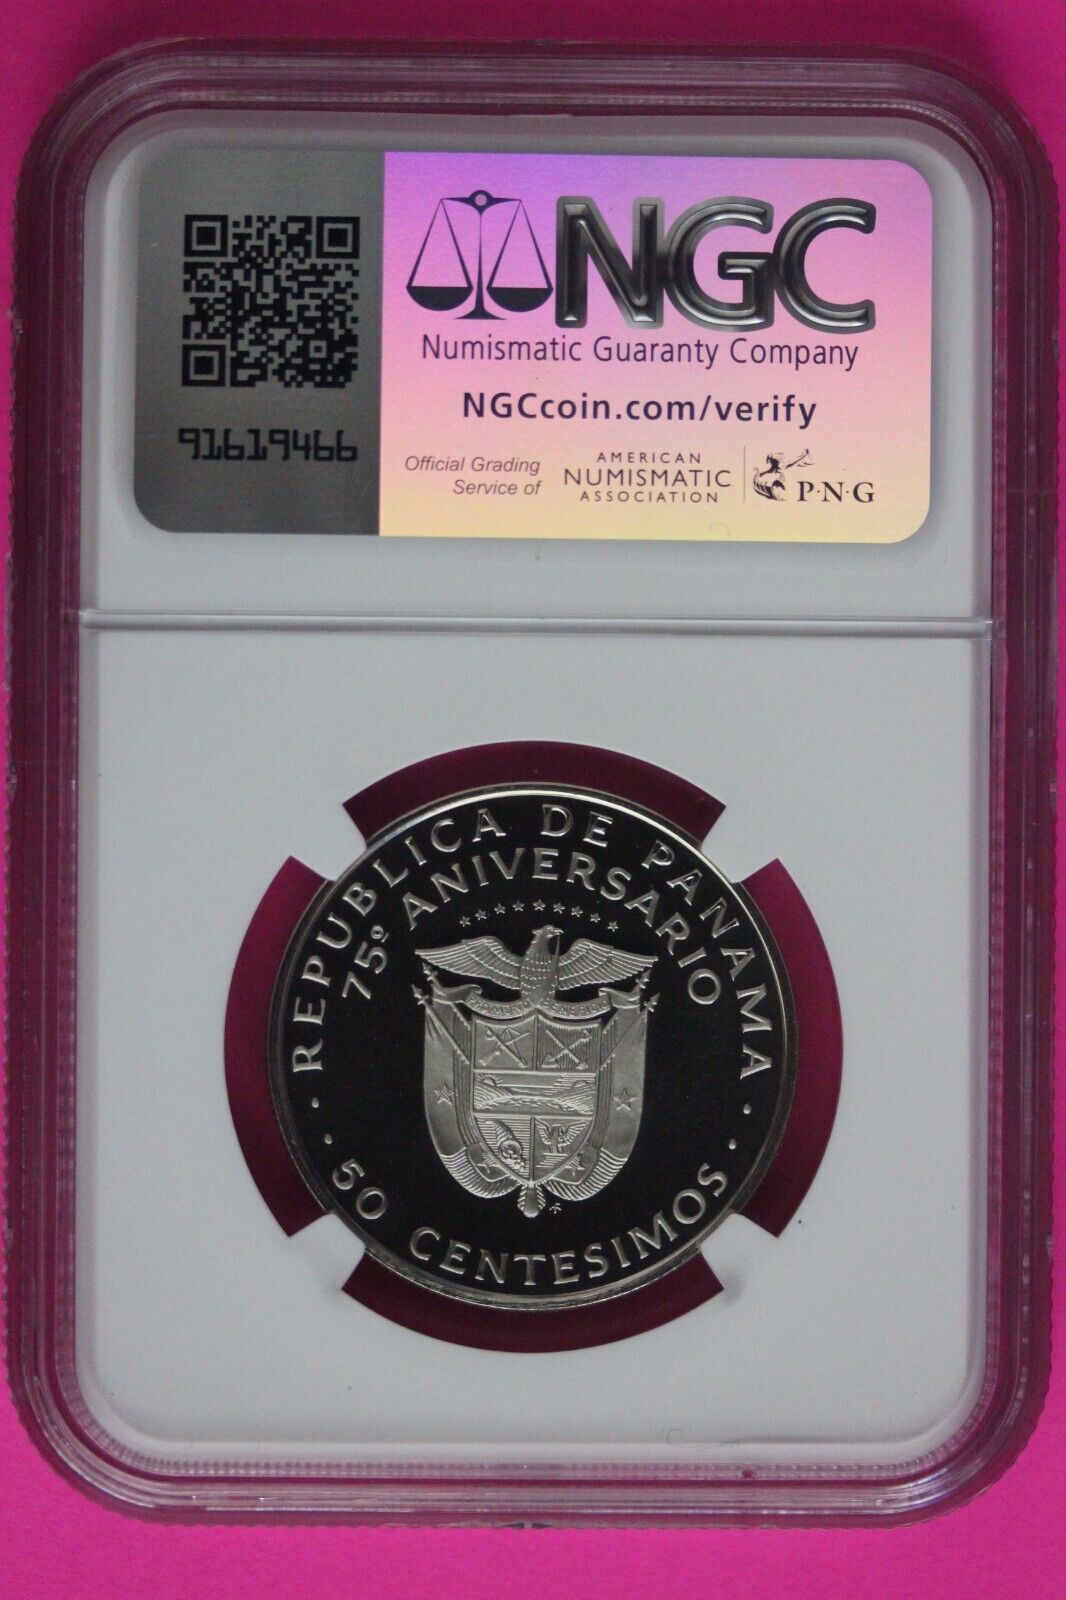 NGC
Numismatic Guaranty Company
NGCcoin.com/verify
91619466
Official Grading
Service of
AMERICAN
NUMISMATIC
ASSOCIATION
P·N·G
· REPUBLICA DE PANAMA ·
75º ANIVERSARIO
· 50 CENTESIMOS ·